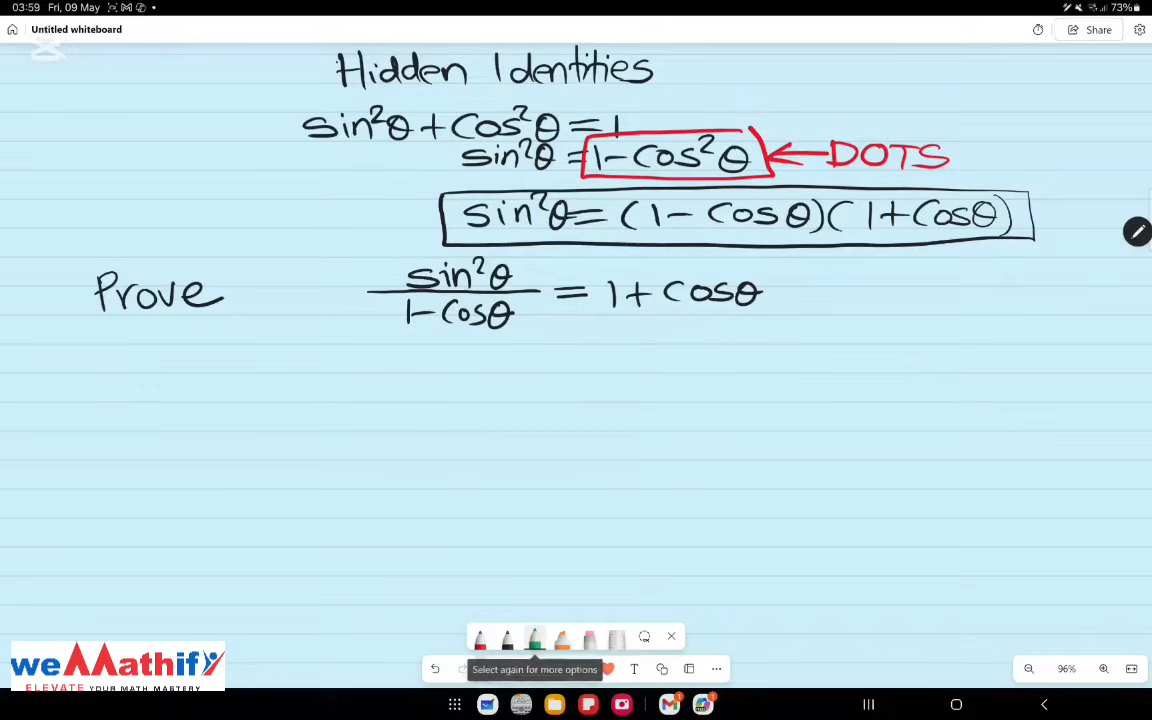 03:59 Fri, 09 May
73%
Untitled whiteboard
Share
Hidden Identities
sin²θ + cos²θ = 1
sin²θ = 1 - cos²θ ← DOTS
sin²θ = (1 - cosθ)(1 + cosθ)
Prove sin²θ / 1 - cosθ = 1 + cosθ
Select again for more options
T
96%
weMathify
ELEVATE YOUR MATH MASTERY
1
1